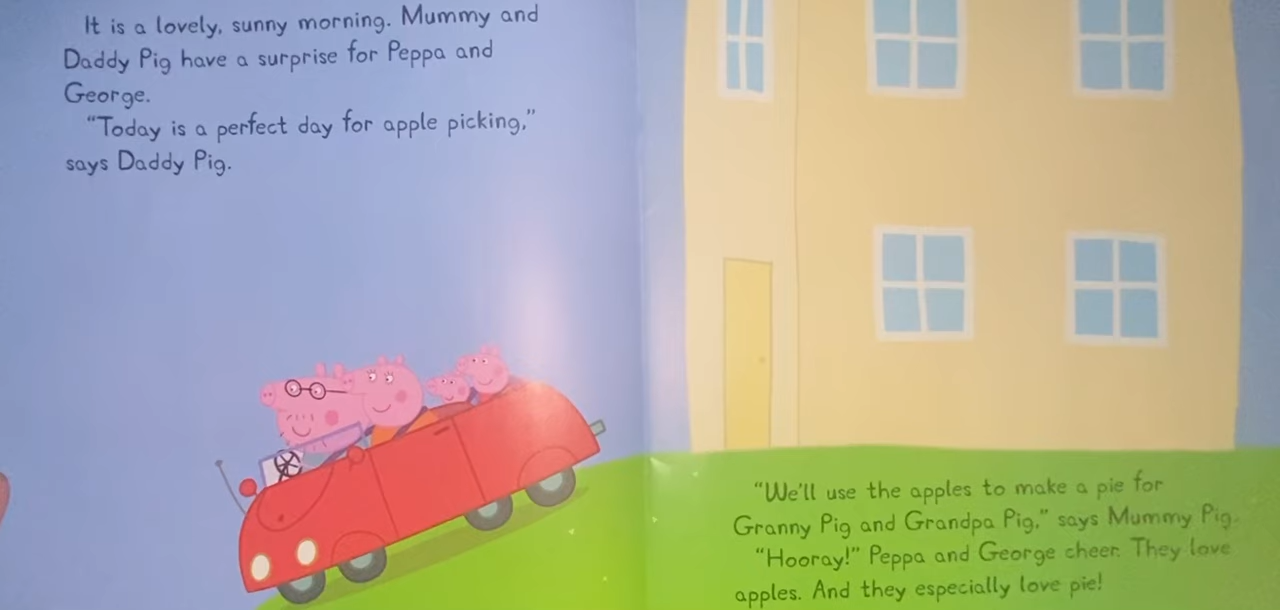 It is a lovely, sunny morning. Mummy and
Daddy Pig have a surprise for Peppa and
George.
“Today is a perfect day for apple picking,”
says Daddy Pig.
“We'll use the apples to make a pie for
Granny Pig and Grandpa Pig,” says Mummy Pig.
“Hooray!” Peppa and George cheer. They love
apples. And they especially love pie!